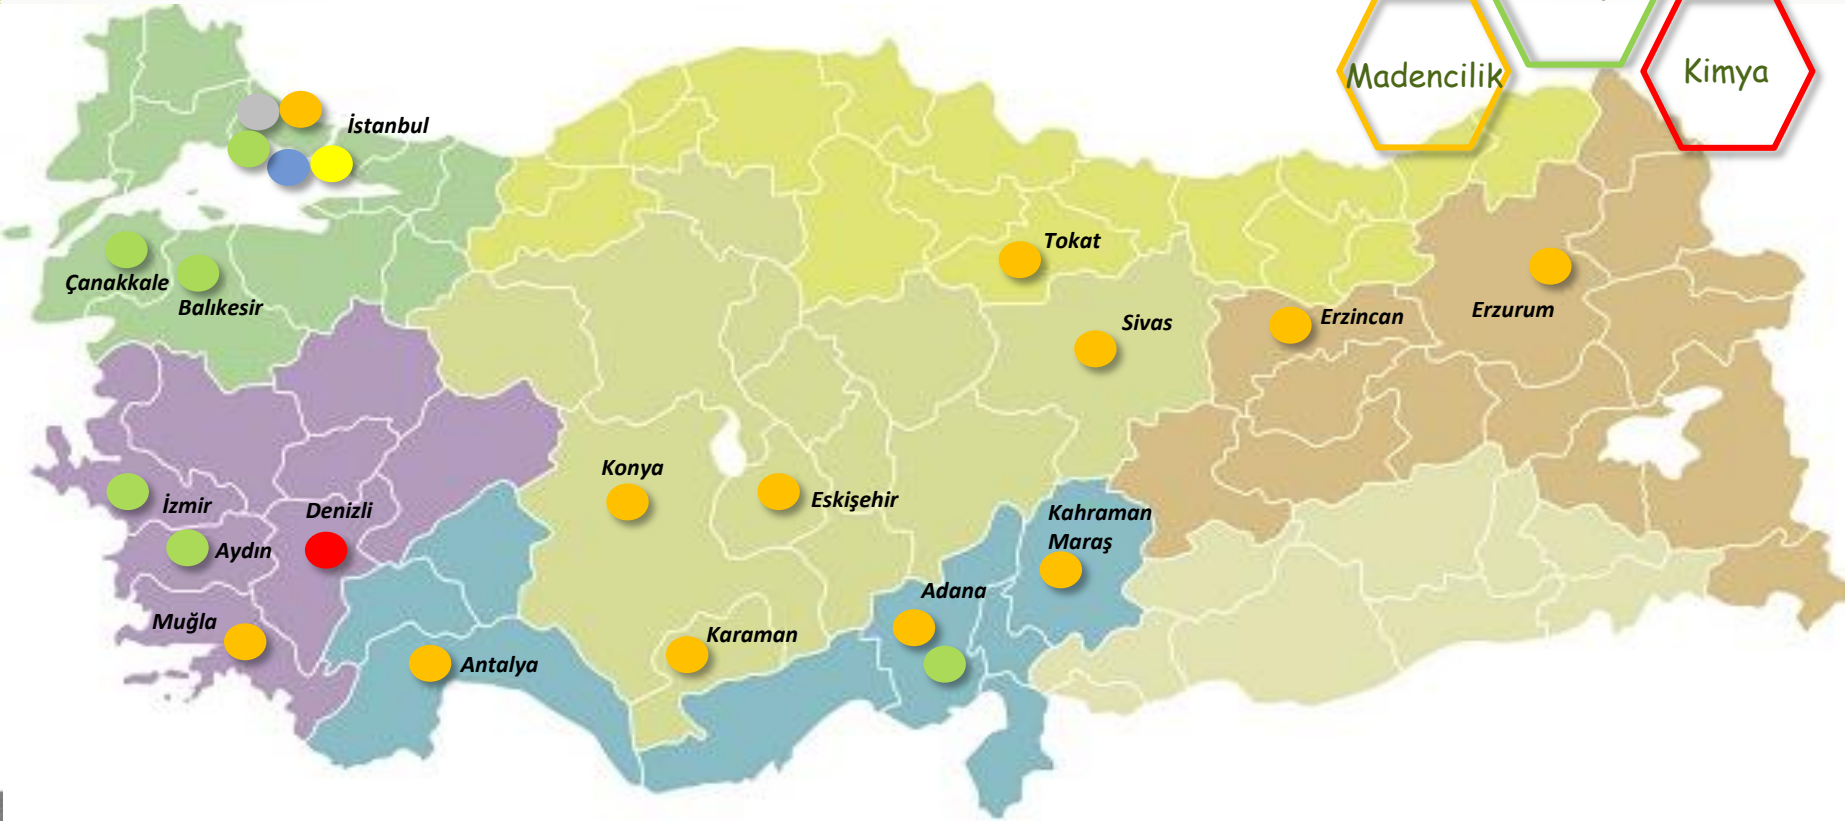 Madencilik
Kimya
İstanbul
Çanakkale
Balıkesir
Tokat
Sivas
Erzincan
Erzurum
Konya
Eskişehir
İzmir
Denizli
Aydın
Kahraman
Maraş
Adana
Muğla
Karaman
Antalya